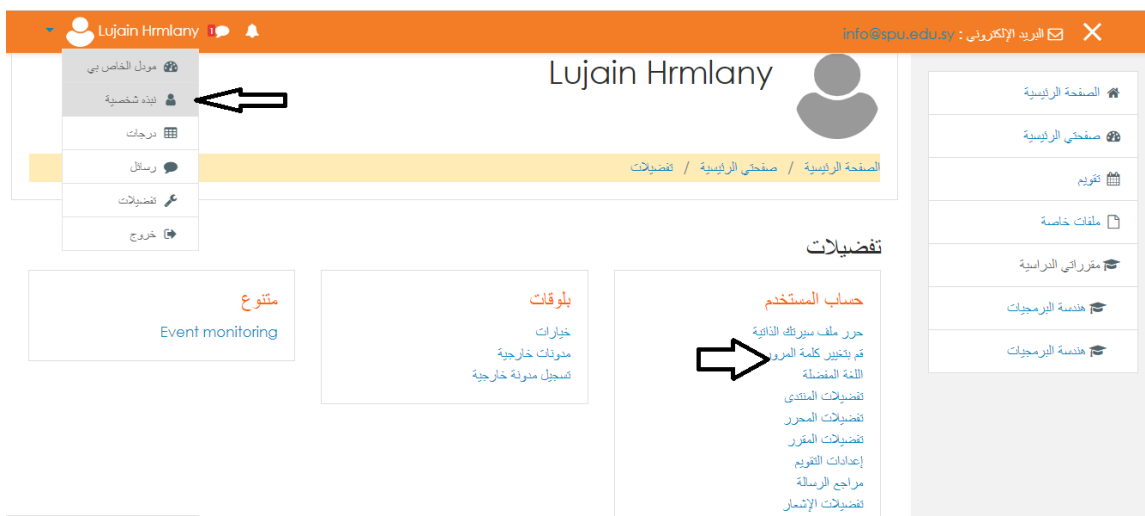 البريد الإلكتروني : info@spu.edu.sy
Lujain Hrmlany 1
الصفحة الرئيسية
صفحتي الرئيسية
تقويم
ملفات خاصة
مقرراتي الدراسية
هندسة البرمجيات
هندسة البرمجيات
Lujain Hrmlany
الصفحة الرئيسية / صفحتي الرئيسية / تفضيلات
مودل الخاص بي
نبذه شخصية
درجات
رسائل
تفضيلات
خروج
تفضيلات
حساب المستخدم
حرر ملف سيرتك الذاتية
قم بتغيير كلمة المرور
اللغة المفضلة
تفضيلات المنتدى
تفضيلات المحرر
تفضيلات المقرر
إعدادات التقويم
مراجع الرسالة
تفضيلات الإشعار
بلوقات
خيارات
مدونات خارجية
تسجيل مدونة خارجية
متنوع
Event monitoring